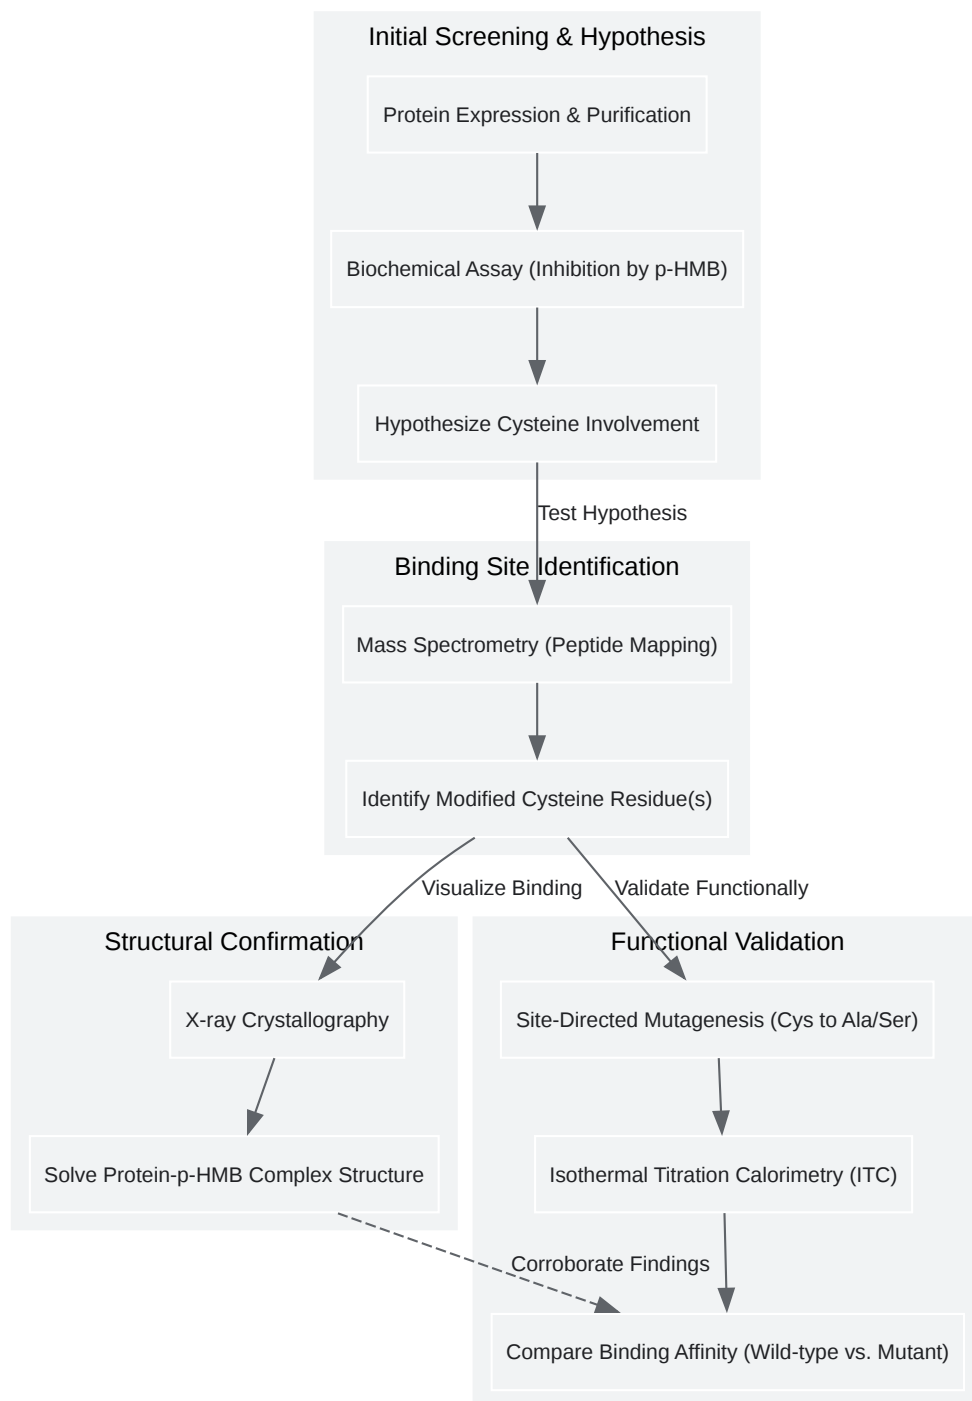 Initial Screening & Hypothesis
Protein Expression & Purification
Biochemical Assay (Inhibition by p-HMB)
Hypothesize Cysteine Involvement
Test Hypothesis
Binding Site Identification
Mass Spectrometry (Peptide Mapping)
Identify Modified Cysteine Residue(s)
Visualize Binding
Validate Functionally
Structural Confirmation
Functional Validation
X-ray Crystallography
Site-Directed Mutagenesis (Cys to Ala/Ser)
Solve Protein-p-HMB Complex Structure
Isothermal Titration Calorimetry (ITC)
Corroborate Findings
Compare Binding Affinity (Wild-type vs. Mutant)